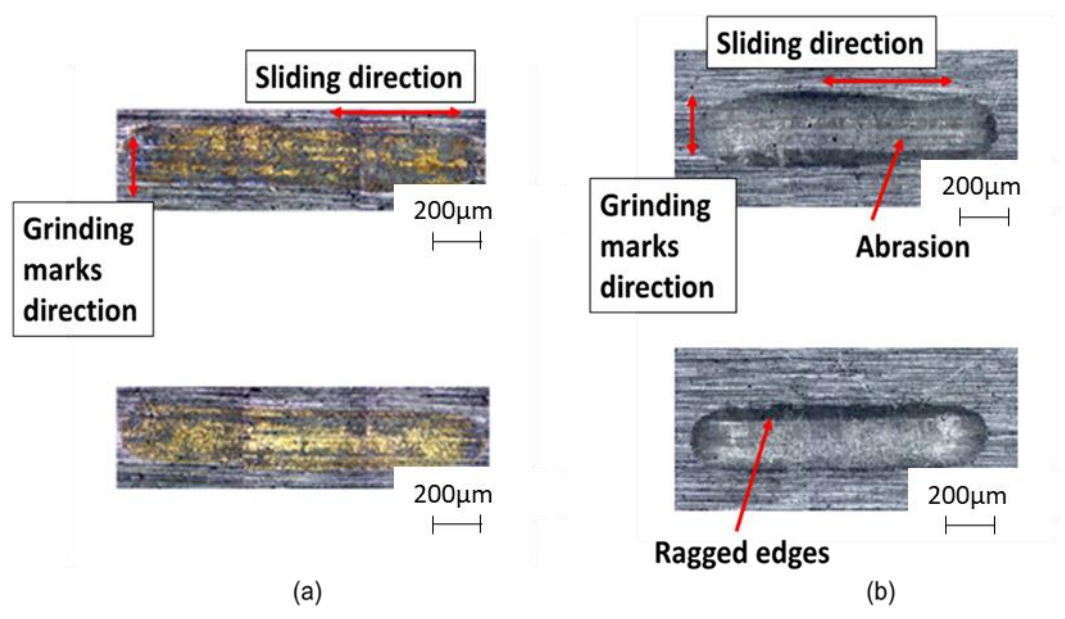 Sliding direction
Grinding
marks
direction
200µm
200µm
(a)
Sliding direction
Grinding
marks
direction
200µm
Abrasion
200µm
Ragged edges
(b)